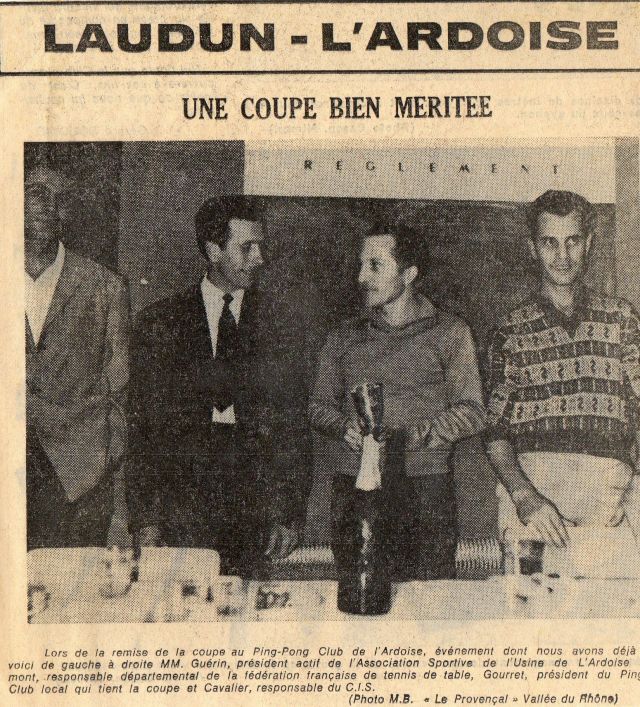 LAUDUN - L'ARDOISE
UNE COUPE BIEN MERITEE
REGLEMENT
Lors de la remise de la coupe au Ping-Pong Club de l'Ardoise, événement dont nous avons déjà
voici de gauche à droite MM. Guérin, président actif de l'Association Sportive de l'Usine de L'Ardoise
mont, responsable départemental de la fédération française de tennis de table, Gourret, président du Ping
Club local qui tient la coupe et Cavalier, responsable du C.I.S.
(Photo M.B. « Le Provençal » Vallée du Rhône)